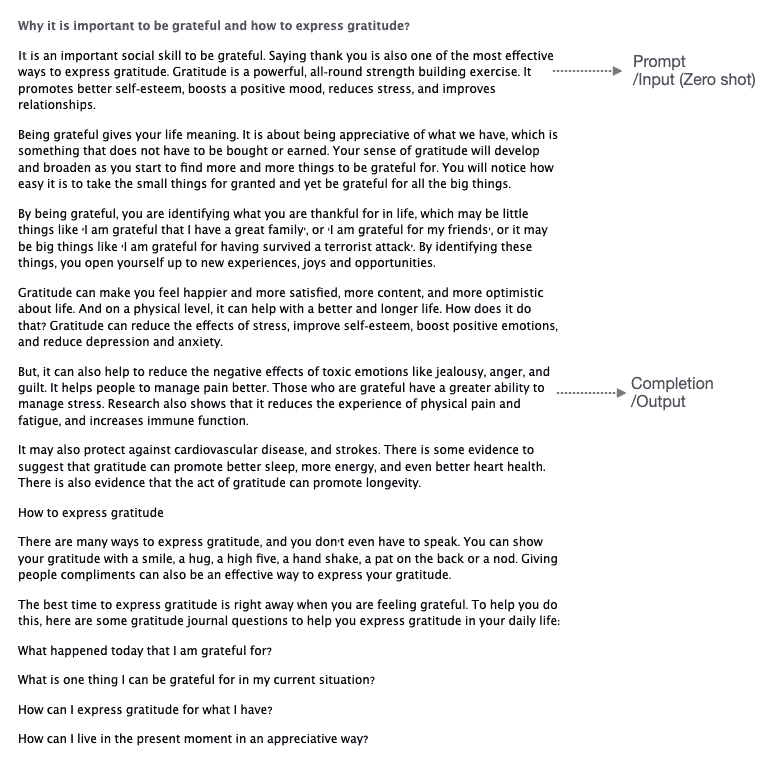 Why it is important to be grateful and how to express gratitude?
It is an important social skill to be grateful. Saying thank you is also one of the most effective
ways to express gratitude. Gratitude is a powerful, all-round strength building exercise. It
promotes better self-esteem, boosts a positive mood, reduces stress, and improves
relationships.
Prompt
/Input (Zero shot)
Being grateful gives your life meaning. It is about being appreciative of what we have, which is
something that does not have to be bought or earned. Your sense of gratitude will develop
and broaden as you start to find more and more things to be grateful for. You will notice how
easy it is to take the small things for granted and yet be grateful for all the big things.
By being grateful, you are identifying what you are thankful for in life, which may be little
things like 'I am grateful that I have a great family', or 'I am grateful for my friends', or it may
be big things like 'I am grateful for having survived a terrorist attack'. By identifying these
things, you open yourself up to new experiences, joys and opportunities.
Gratitude can make you feel happier and more satisfied, more content, and more optimistic
about life. And on a physical level, it can help with a better and longer life. How does it do
that? Gratitude can reduce the effects of stress, improve self-esteem, boost positive emotions,
and reduce depression and anxiety.
But, it can also help to reduce the negative effects of toxic emotions like jealousy, anger, and
guilt. It helps people to manage pain better. Those who are grateful have a greater ability to
manage stress. Research also shows that it reduces the experience of physical pain and
fatigue, and increases immune function.
Completion
/Output
It may also protect against cardiovascular disease, and strokes. There is some evidence to
suggest that gratitude can promote better sleep, more energy, and even better heart health.
There is also evidence that the act of gratitude can promote longevity.
How to express gratitude
There are many ways to express gratitude, and you don't even have to speak. You can show
your gratitude with a smile, a hug, a high five, a hand shake, a pat on the back or a nod. Giving
people compliments can also be an effective way to express your gratitude.
The best time to express gratitude is right away when you are feeling grateful. To help you do
this, here are some gratitude journal questions to help you express gratitude in your daily life:
What happened today that I am grateful for?
What is one thing I can be grateful for in my current situation?
How can I express gratitude for what I have?
How can I live in the present moment in an appreciative way?